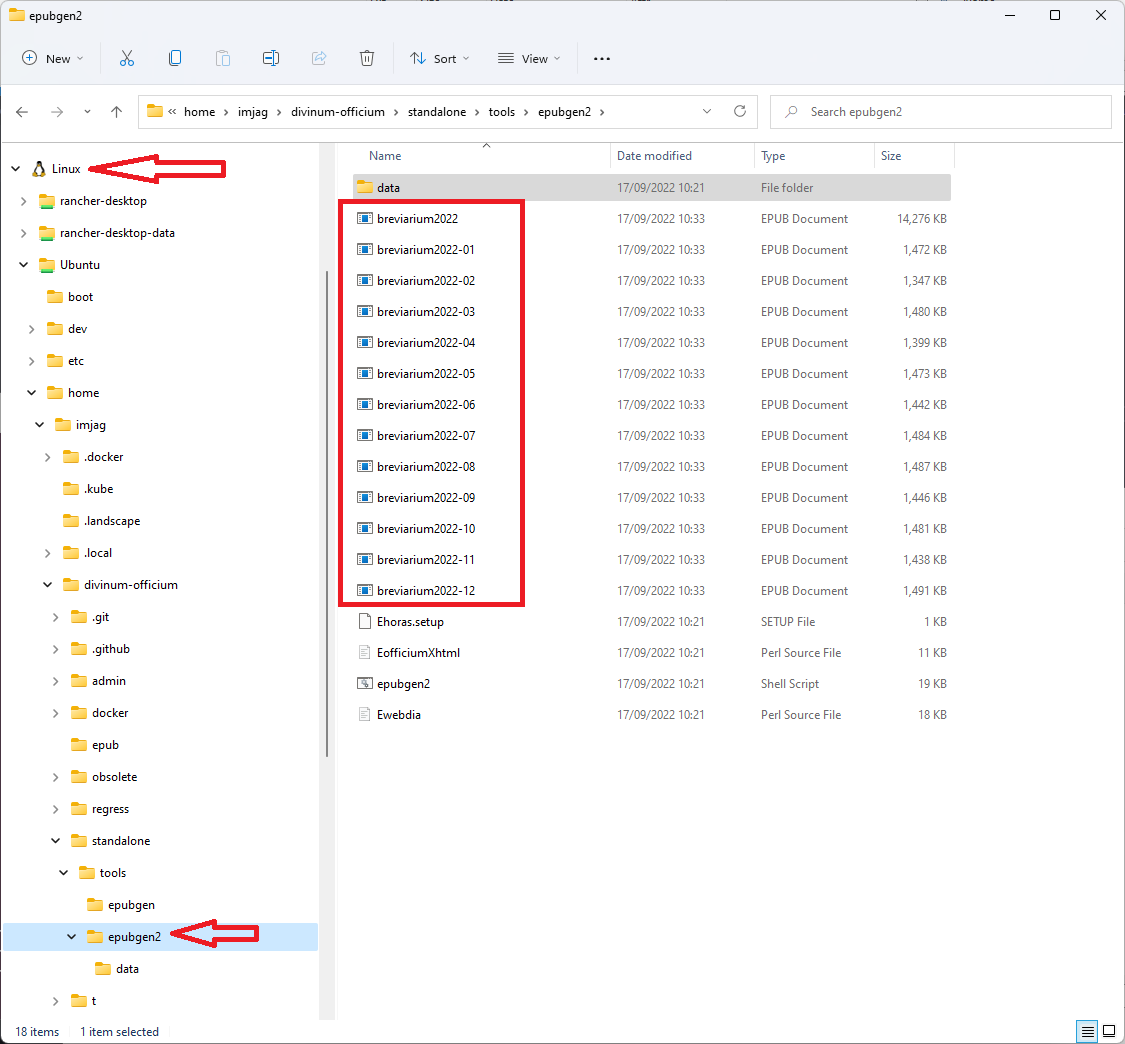 epubgen2
New
Sort
View
« home › imjag › divinum-officium › standalone › tools › epubgen2 ›
Search epubgen2
Linux
rancher-desktop
rancher-desktop-data
Ubuntu
boot
dev
etc
home
imjag
.docker
.kube
.landscape
.local
divinum-officium
.git
.github
admin
docker
epub
obsolete
regress
standalone
tools
epubgen
epubgen2
data
t
Name Date modified Type Size
data 17/09/2022 10:21 File folder
breviarium2022 17/09/2022 10:33 EPUB Document 14,276 KB
breviarium2022-01 17/09/2022 10:33 EPUB Document 1,472 KB
breviarium2022-02 17/09/2022 10:33 EPUB Document 1,347 KB
breviarium2022-03 17/09/2022 10:33 EPUB Document 1,480 KB
breviarium2022-04 17/09/2022 10:33 EPUB Document 1,399 KB
breviarium2022-05 17/09/2022 10:33 EPUB Document 1,473 KB
breviarium2022-06 17/09/2022 10:33 EPUB Document 1,442 KB
breviarium2022-07 17/09/2022 10:33 EPUB Document 1,484 KB
breviarium2022-08 17/09/2022 10:33 EPUB Document 1,487 KB
breviarium2022-09 17/09/2022 10:33 EPUB Document 1,446 KB
breviarium2022-10 17/09/2022 10:33 EPUB Document 1,481 KB
breviarium2022-11 17/09/2022 10:33 EPUB Document 1,438 KB
breviarium2022-12 17/09/2022 10:33 EPUB Document 1,491 KB
Ehoras.setup 17/09/2022 10:21 SETUP File 1 KB
EofficiumXhtml 17/09/2022 10:21 Perl Source File 11 KB
epubgen2 17/09/2022 10:21 Shell Script 19 KB
Ewebdia 17/09/2022 10:21 Perl Source File 18 KB
18 items 1 item selected